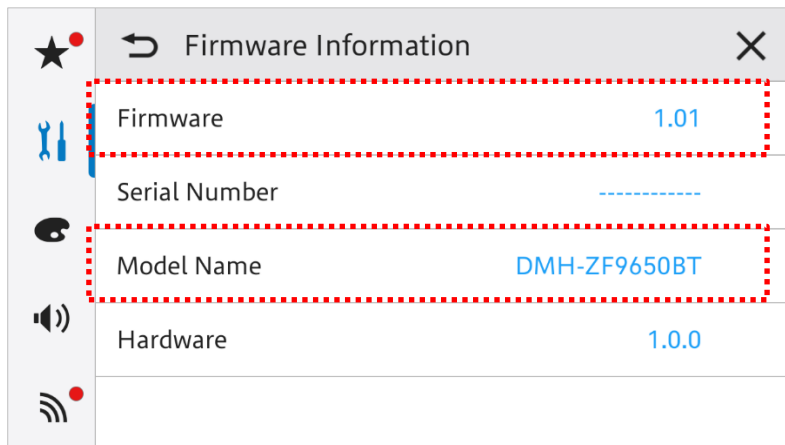 Firmware Information
Firmware 1.01
Serial Number ------------
Model Name DMH-ZF9650BT
Hardware 1.0.0